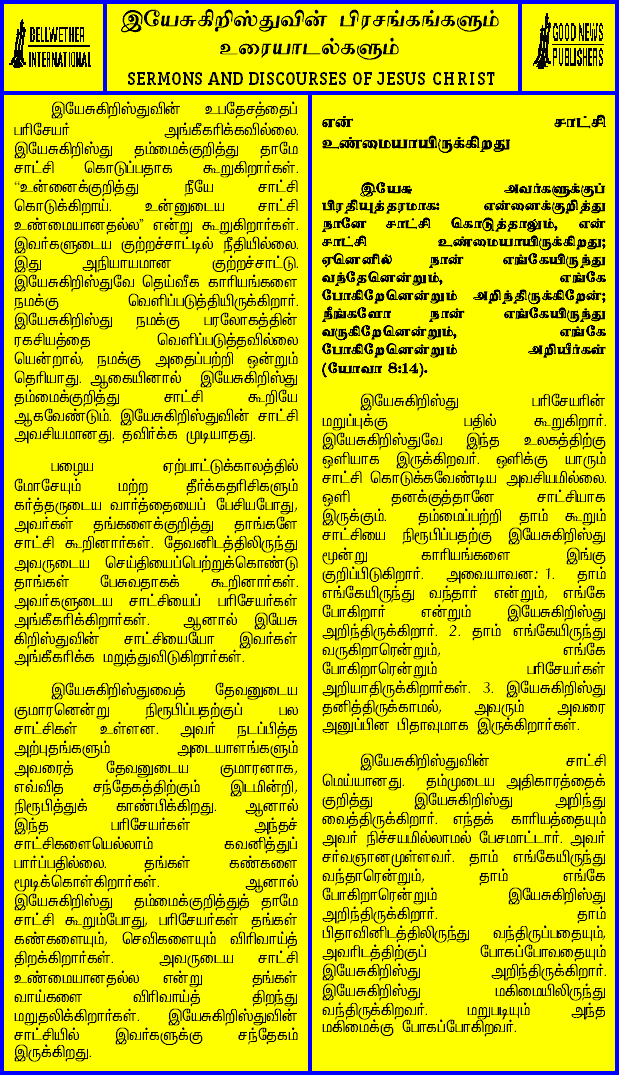 BELLWETHER
INTERNATIONAL
இயேசுகிறிஸ்துவின் பிரசங்கங்களும்
உரையாடல்களும்
SERMONS AND DISCOURSES OF JESUS CHRIST
GOOD NEWS
PUBLISHERS
இயேசுகிறிஸ்துவின் உபதேசத்தைப்
பரிசேயர் அங்கீகரிக்கவில்லை.
இயேசுகிறிஸ்து தம்மைக்குறித்து தாமே
சாட்சி கொடுப்பதாக கூறுகிறார்கள்.
“உன்னைக்குறித்து நீயே சாட்சி
கொடுக்கிறாய். உன்னுடைய சாட்சி
உண்மையானதல்ல” என்று கூறுகிறார்கள்.
இவர்களுடைய குற்றச்சாட்டில் நீதியில்லை.
இது அநியாயமான குற்றச்சாட்டு.
இயேசுகிறிஸ்துவே தெய்வீக காரியங்களை
நமக்கு வெளிப்படுத்தியிருக்கிறார்.
இயேசுகிறிஸ்து நமக்கு பரலோகத்தின்
ரகசியத்தை வெளிப்படுத்தவில்லை
யென்றால், நமக்கு அதைப்பற்றி ஒன்றும்
தெரியாது. ஆகையினால் இயேசுகிறிஸ்து
தம்மைக்குறித்து சாட்சி கூறியே
ஆகவேண்டும். இயேசுகிறிஸ்துவின் சாட்சி
அவசியமானது. தவிர்க்க முடியாதது.
பழைய ஏற்பாட்டுக்காலத்தில்
மோசேயும் மற்ற தீர்க்கதரிசிகளும்
கர்த்தருடைய வார்த்தையைப் பேசியபோது,
அவர்கள் தங்களைக்குறித்து தாங்களே
சாட்சி கூறினார்கள். தேவனிடத்திலிருந்து
அவருடைய செய்தியைப்பெற்றுக்கொண்டு
தாங்கள் பேசுவதாகக் கூறினார்கள்.
அவர்களுடைய சாட்சியைப் பரிசேயர்கள்
அங்கீகரிக்கிறார்கள். ஆனால் இயேசு
கிறிஸ்துவின் சாட்சியையோ இவர்கள்
அங்கீகரிக்க மறுத்துவிடுகிறார்கள்.
இயேசுகிறிஸ்துவைத் தேவனுடைய
குமாரனென்று நிரூபிப்பதற்குப் பல
சாட்சிகள் உள்ளன. அவர் நடப்பித்த
அற்புதங்களும் அடையாளங்களும்
அவரைத் தேவனுடைய குமாரனாக,
எவ்வித சந்தேகத்திற்கும் இடமின்றி,
நிரூபித்துக் காண்பிக்கிறது. ஆனால்
இந்த பரிசேயர்கள் அந்தச்
சாட்சிகளையெல்லாம் கவனித்துப்
பார்ப்பதில்லை. தங்கள் கண்களை
மூடிக்கொள்கிறார்கள். ஆனால்
இயேசுகிறிஸ்து தம்மைக்குறித்துத் தாமே
சாட்சி கூறும்போது, பரிசேயர்கள் தங்கள்
கண்களையும், செவிகளையும் விரிவாய்த்
திறக்கிறார்கள். அவருடைய சாட்சி
உண்மையானதல்ல என்று தங்கள்
வாய்களை விரிவாய்த் திறந்து
மறுதலிக்கிறார்கள். இயேசுகிறிஸ்துவின்
சாட்சியில் இவர்களுக்கு சந்தேகம்
இருக்கிறது.
என் சாட்சி
உண்மையாயிருக்கிறது
இயேசு அவர்களுக்குப்
பிரதியுத்தரமாக: என்னைக்குறித்து
நானே சாட்சி கொடுத்தாலும், என்
சாட்சி உண்மையாயிருக்கிறது;
ஏனெனில் நான் எங்கேயிருந்து
வந்தேனென்றும், எங்கே
போகிறேனென்றும் அறிந்திருக்கிறேன்;
நீங்களோ நான் எங்கேயிருந்து
வருகிறேனென்றும், எங்கே
போகிறேனென்றும் அறியீர்கள்
(யோவா 8:14).
இயேசுகிறிஸ்து பரிசேயரின்
மறுப்புக்கு பதில் கூறுகிறார்.
இயேசுகிறிஸ்துவே இந்த உலகத்திற்கு
ஒளியாக இருக்கிறவர். ஒளிக்கு யாரும்
சாட்சி கொடுக்கவேண்டிய அவசியமில்லை.
ஒளி தனக்குத்தானே சாட்சியாக
இருக்கும். தம்மைப்பற்றி தாம் கூறும்
சாட்சியை நிரூபிப்பதற்கு இயேசுகிறிஸ்து
மூன்று காரியங்களை இங்கு
குறிப்பிடுகிறார். அவையாவன: 1. தாம்
எங்கேயிருந்து வந்தார் என்றும், எங்கே
போகிறார் என்றும் இயேசுகிறிஸ்து
அறிந்திருக்கிறார். 2. தாம் எங்கேயிருந்து
வருகிறாரென்றும், எங்கே
போகிறாரென்றும் பரிசேயர்கள்
அறியாதிருக்கிறார்கள். 3. இயேசுகிறிஸ்து
தனித்திருக்காமல், அவரும் அவரை
அனுப்பின பிதாவுமாக இருக்கிறார்கள்.
இயேசுகிறிஸ்துவின் சாட்சி
மெய்யானது. தம்முடைய அதிகாரத்தைக்
குறித்து இயேசுகிறிஸ்து அறிந்து
வைத்திருக்கிறார். எந்தக் காரியத்தையும்
அவர் நிச்சயமில்லாமல் பேசமாட்டார். அவர்
சர்வஞானமுள்ளவர். தாம் எங்கேயிருந்து
வந்தாரென்றும், தாம் எங்கே
போகிறாரென்றும் இயேசுகிறிஸ்து
அறிந்திருக்கிறார். தாம்
பிதாவினிடத்திலிருந்து வந்திருப்பதையும்,
அவரிடத்திற்குப் போகப்போவதையும்
இயேசுகிறிஸ்து அறிந்திருக்கிறார்.
இயேசுகிறிஸ்து மகிமையிலிருந்து
வந்திருக்கிறவர். மறுபடியும் அந்த
மகிமைக்கு போகப்போகிறவர்.